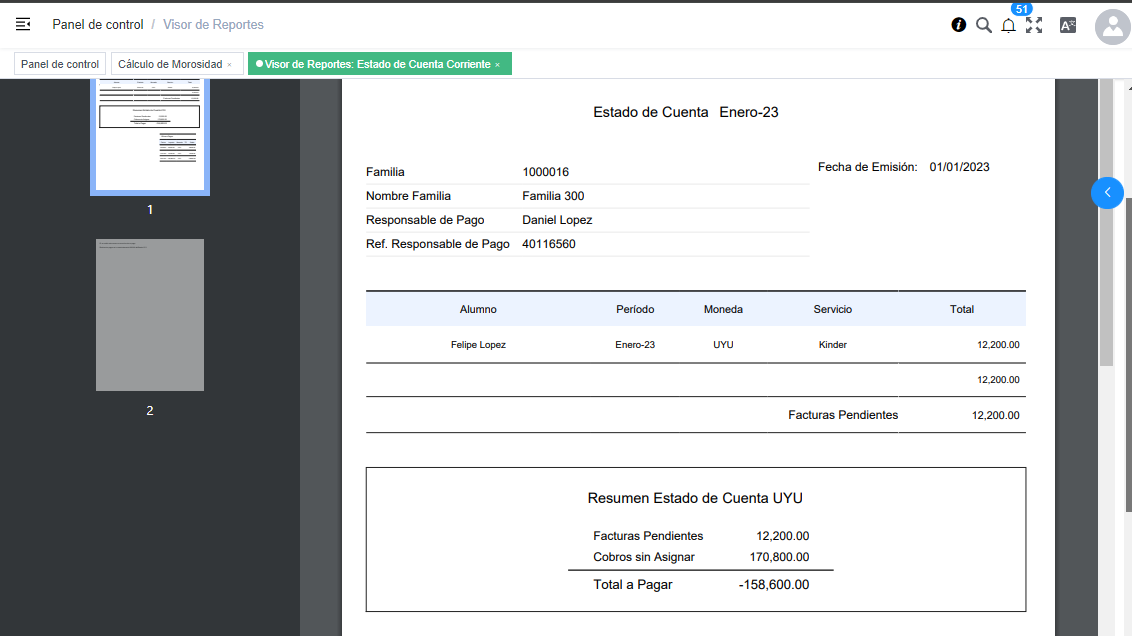 Panel de control / Visor de Reportes
51
Panel de control
Cálculo de Morosidad ×
Visor de Reportes: Estado de Cuenta Corriente ×
1
2
Estado de Cuenta Enero-23
Fecha de Emisión: 01/01/2023
Familia 1000016
Nombre Familia Familia 300
Responsable de Pago Daniel Lopez
Ref. Responsable de Pago 40116560
Alumno Período Moneda Servicio Total
Felipe Lopez Enero-23 UYU Kinder 12,200.00
12,200.00
Facturas Pendientes 12,200.00
Resumen Estado de Cuenta UYU
Facturas Pendientes 12,200.00
Cobros sin Asignar 170,800.00
Total a Pagar -158,600.00